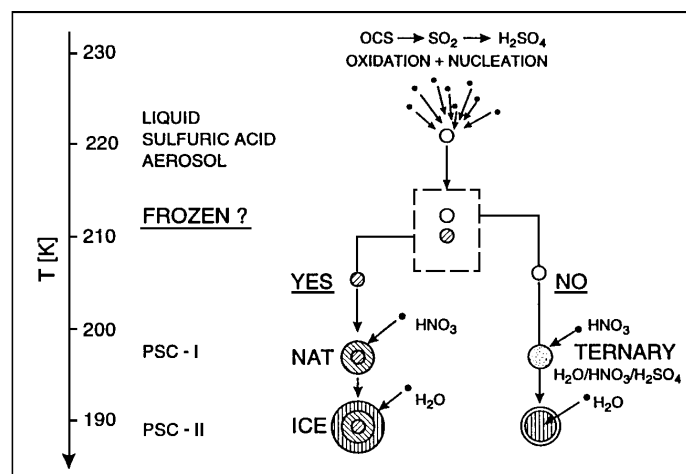 OCS → SO2 → H2SO4
OXIDATION + NUCLEATION
230
LIQUID
SULFURIC ACID
AEROSOL
220
FROZEN ?
210
T [K]
YES
NO
HNO3
HNO3
200
PSC - I
NAT
TERNARY
H2O/HNO3/H2SO4
H2O
H2O
190
PSC - II
ICE